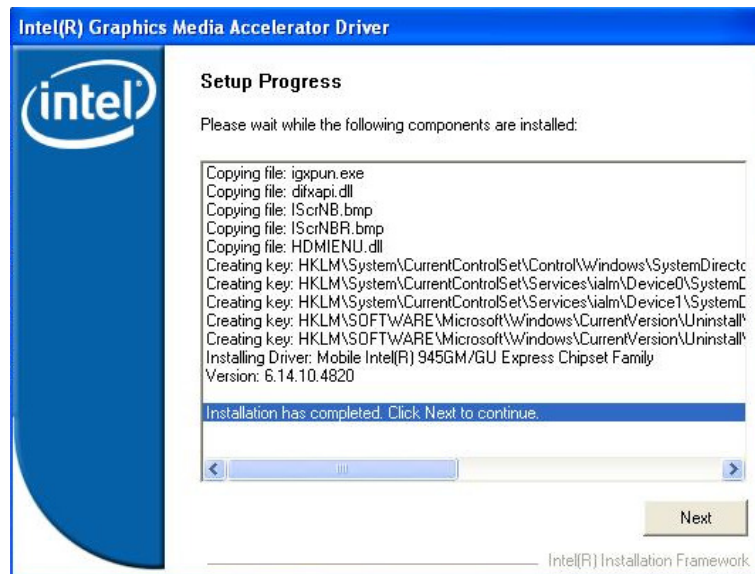 Intel(R) Graphics Media Accelerator Driver
intel
Setup Progress
Please wait while the following components are installed:
Copying file: igxpun.exe
Copying file: difxapi.dll
Copying file: IScrNB.bmp
Copying file: IScrNBR.bmp
Copying file: HDMIENU.dll
Creating key: HKLM\System\CurrentControlSet\Control\Windows\SystemDirecto
Creating key: HKLM\System\CurrentControlSet\Services\ialm\Device0\System
Creating key: HKLM\System\CurrentControlSet\Services\ialm\Device1\System
Creating key: HKLM\SOFTWARE\Microsoft\Windows\CurrentVersion\Uninstall\
Creating key: HKLM\SOFTWARE\Microsoft\Windows\CurrentVersion\Uninstall\
Installing Driver: Mobile Intel(R) 945GM/GU Express Chipset Family
Version: 6.14.10.4820
Installation has completed. Click Next to continue.
Next
Intel(R) Installation Framework